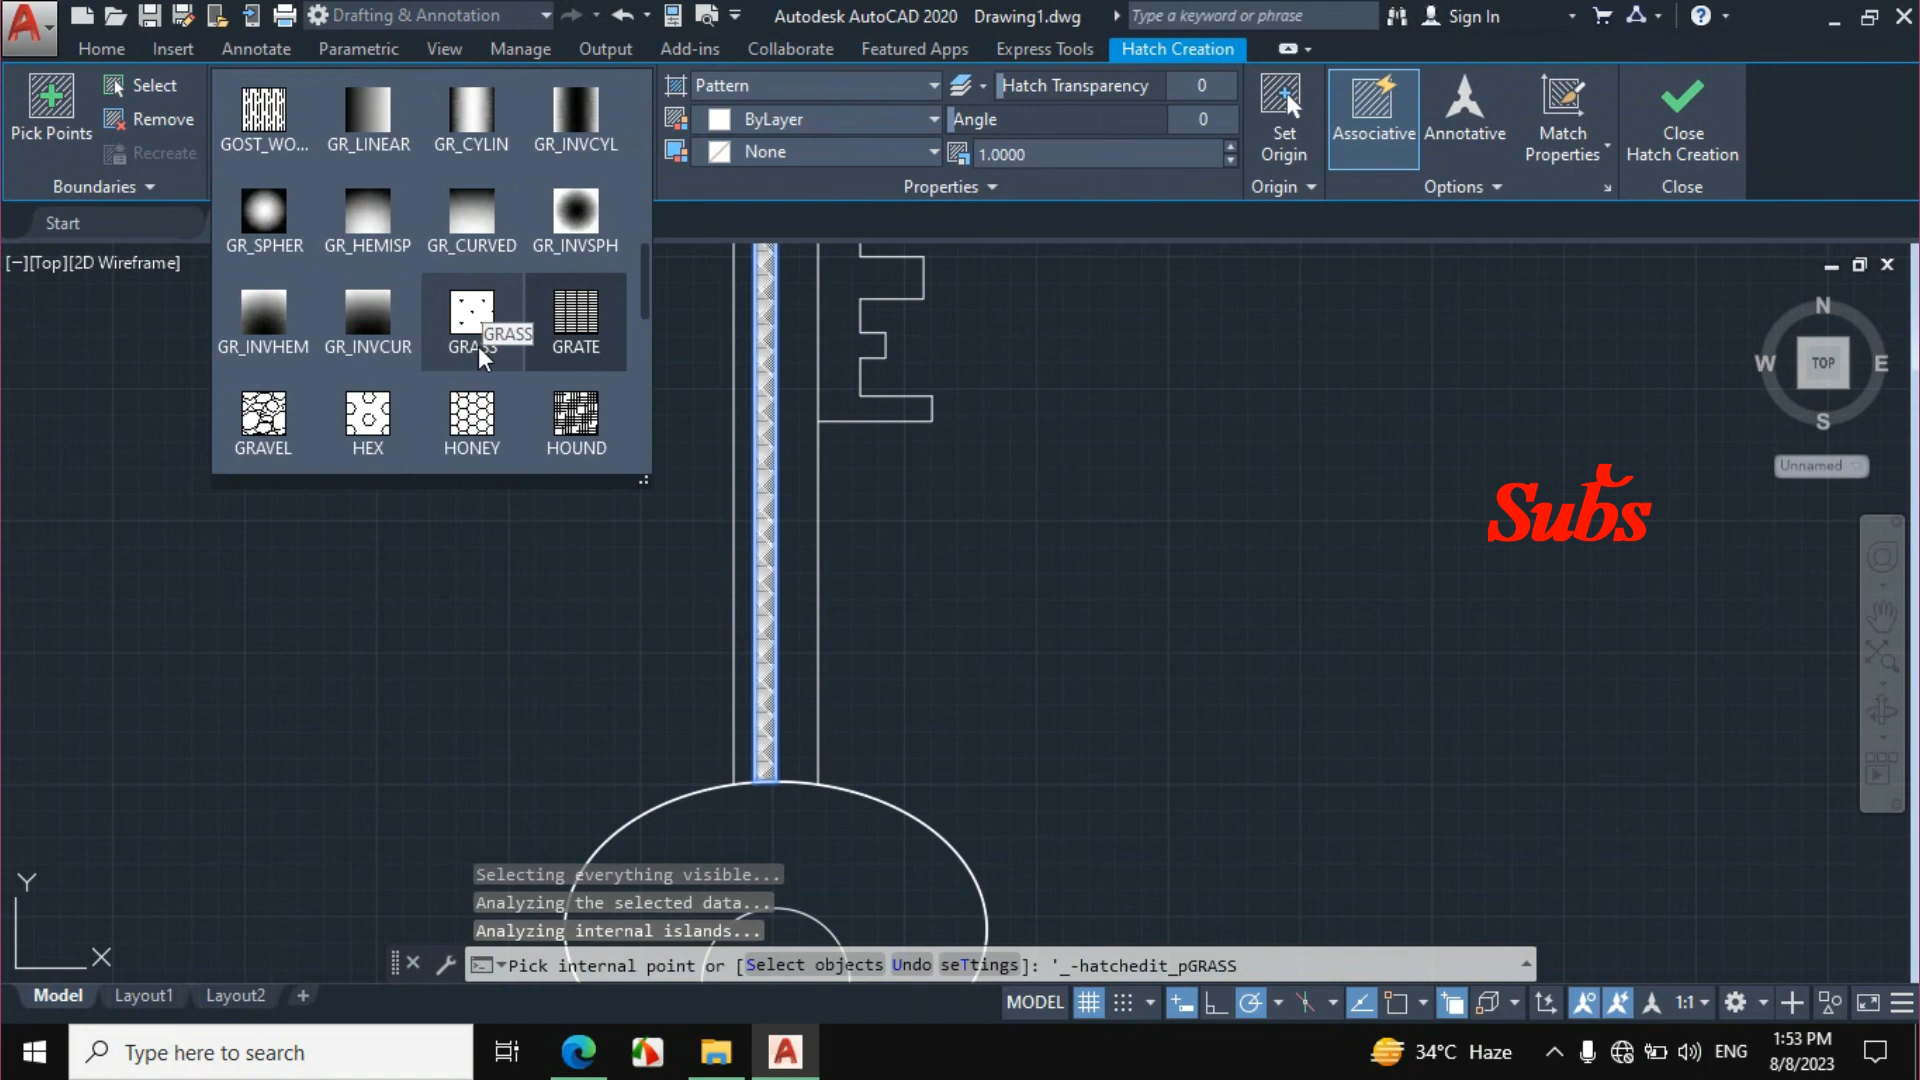 Drafting & Annotation
Autodesk AutoCAD 2020 Drawing1.dwg
Type a keyword or phrase
Sign In
Home Insert Annotate Parametric View Manage Output Add-ins Collaborate Featured Apps Express Tools Hatch Creation
Pick Points
Select
Remove
Recreate
Boundaries
GOST_WO... GR_LINEAR GR_CYLIN GR_INVCYL
GR_SPHER GR_HEMISP GR_CURVED GR_INVSPH
GR_INVHEM GR_INVCUR GRASS GRATE
GRASS
GRAVEL HEX HONEY HOUND
Pattern
ByLayer
None
Hatch Transparency 0
Angle 0
1.0000
Properties
Set Origin
Origin
Associative
Annotative
Match Properties
Options
Close Hatch Creation
Close
Start
[−][Top][2D Wireframe]
N
W TOP E
S
Unnamed
Subs
Y
X
Selecting everything visible...
Analyzing the selected data...
Analyzing internal islands...
Pick internal point or [Select objects Undo seTtings]: '_-hatchedit_pGRASS
Model Layout1 Layout2 +
MODEL
1:1
Type here to search
34°C Haze
ENG
1:53 PM
8/8/2023